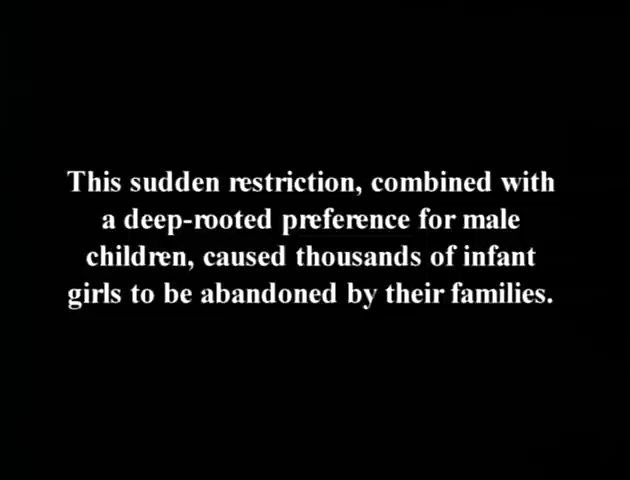 This sudden restriction, combined with
a deep-rooted preference for male
children, caused thousands of infant
girls to be abandoned by their families.